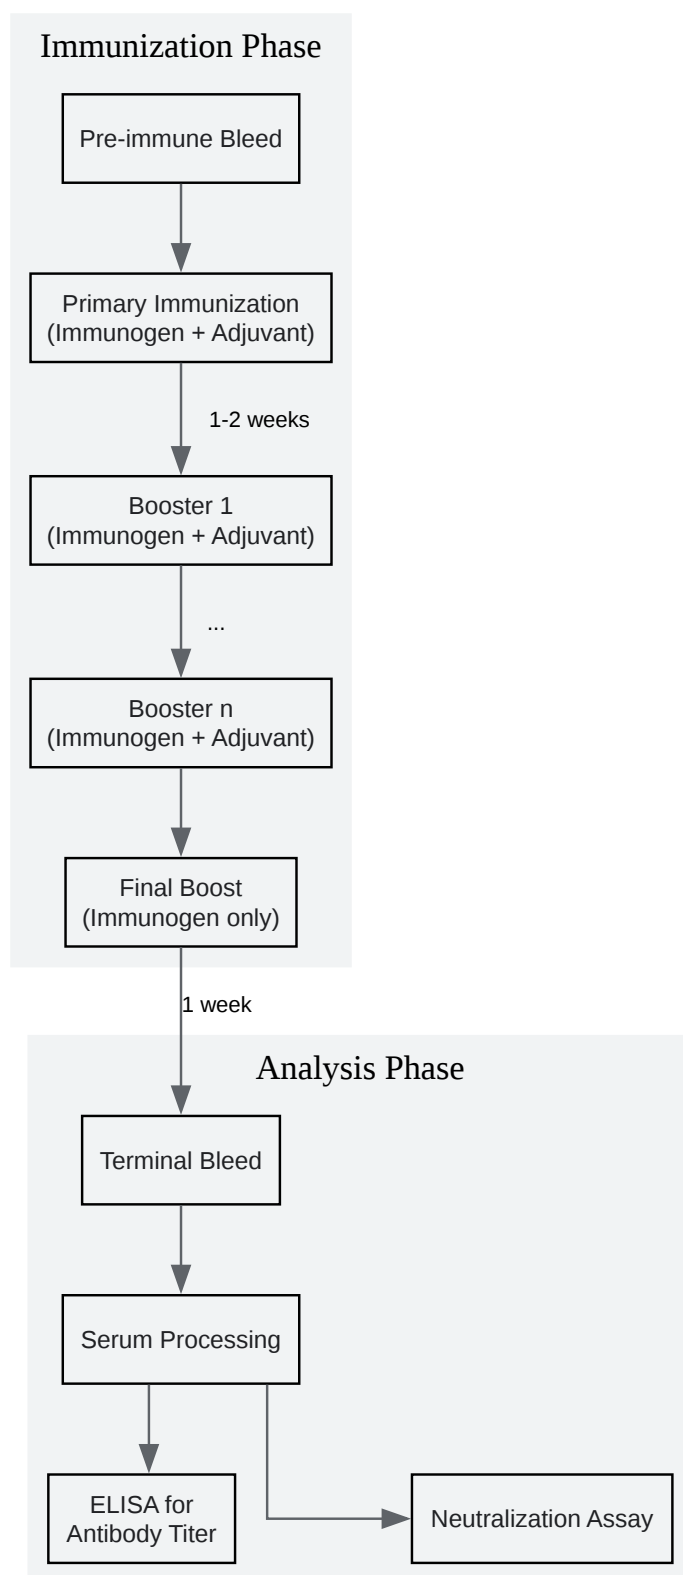 Immunization Phase
Pre-immune Bleed
Primary Immunization
(Immunogen + Adjuvant)
1-2 weeks
Booster 1
(Immunogen + Adjuvant)
...
Booster n
(Immunogen + Adjuvant)
Final Boost
(Immunogen only)
1 week
Analysis Phase
Terminal Bleed
Serum Processing
ELISA for
Antibody Titer
Neutralization Assay